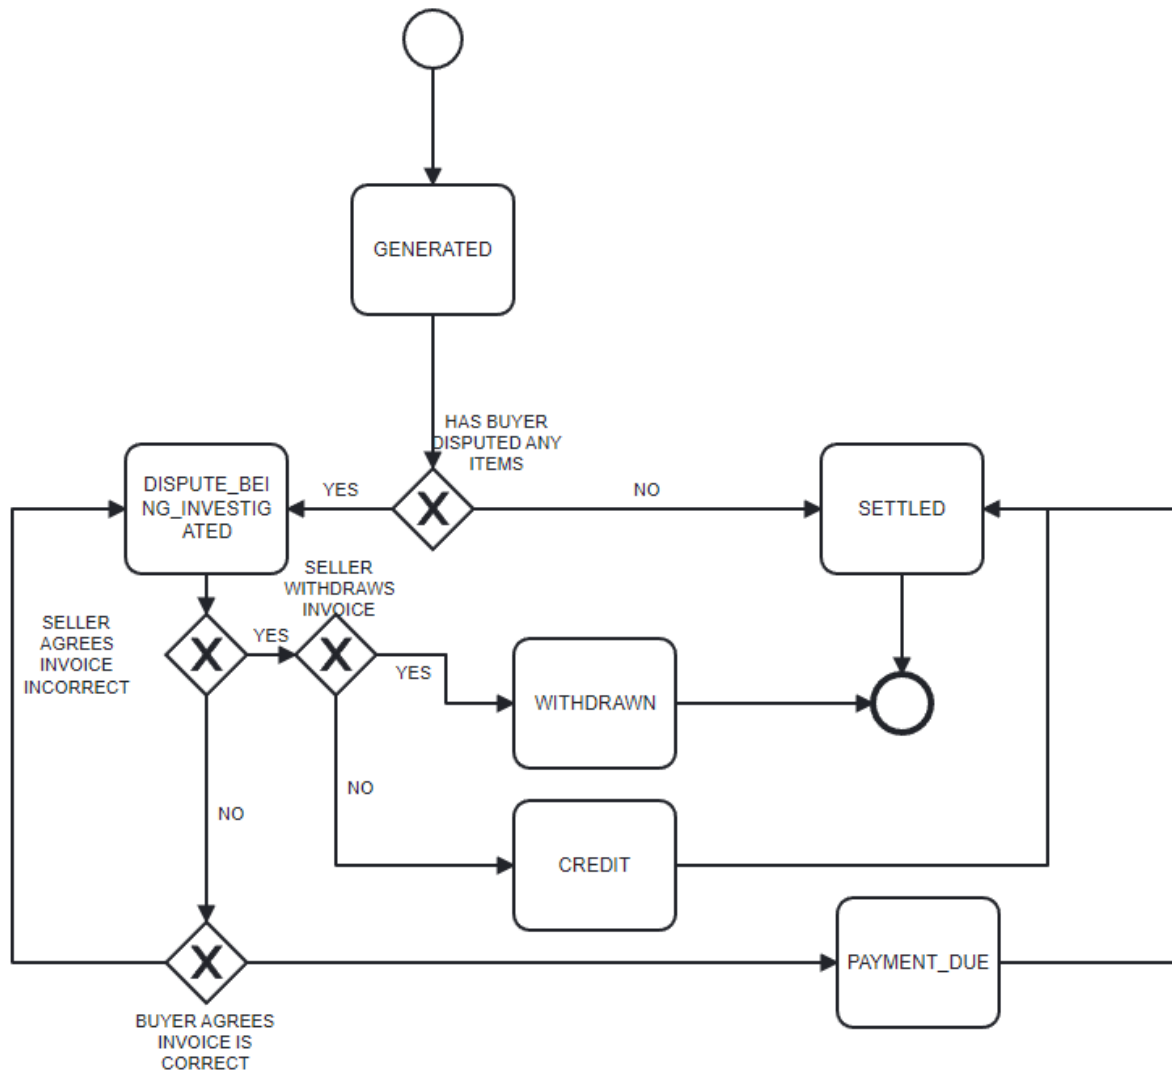 GENERATED
HAS BUYER
DISPUTED ANY
ITEMS
DISPUTE_BEI
NG_INVESTIG
ATED
YES
X
NO
SETTLED
SELLER
WITHDRAWS
INVOICE
SELLER
AGREES
INVOICE
INCORRECT
X
YES
X
YES
WITHDRAWN
NO
NO
CREDIT
X
PAYMENT_DUE
BUYER AGREES
INVOICE IS
CORRECT